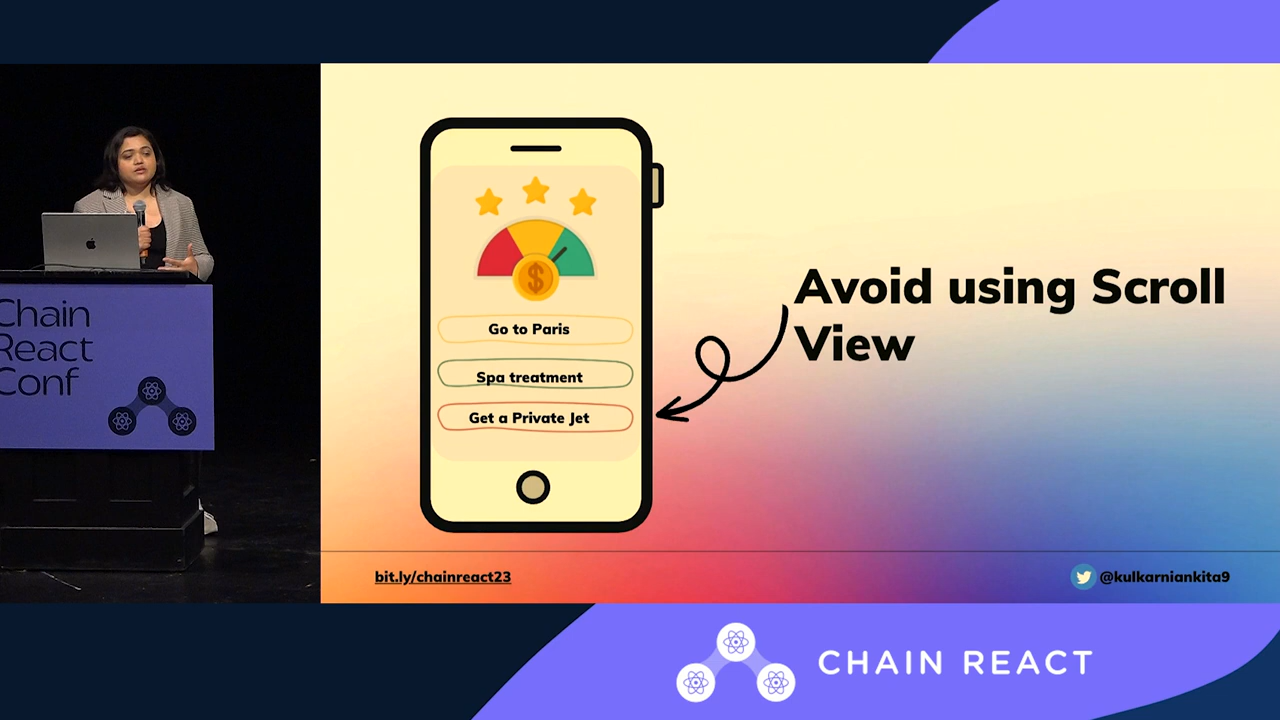 Chain
React
Conf
Go to Paris
Spa treatment
Get a Private Jet
Avoid using Scroll
View
bit.ly/chainreact23
@kulkarniankita9
CHAIN REACT